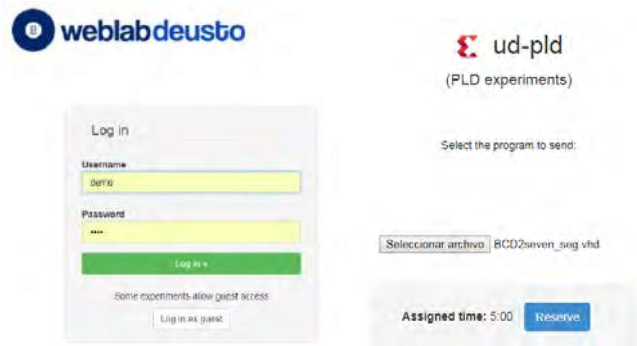 weblabdeusto
Log in
Username
demo
Password
••••
Log in »
Some experiments allow guest access
Log in as guest
ud-pld
(PLD experiments)
Select the program to send:
Seleccionar archivo BCD2seven_seg.vhd
Assigned time: 5:00 Reserve